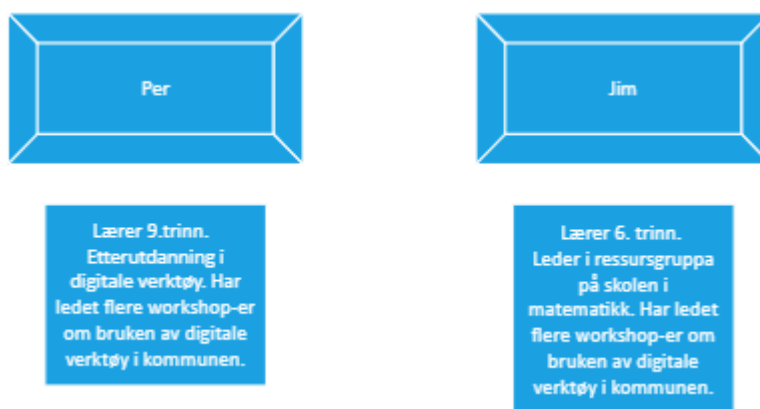 Per
Jim
Lærer 9.trinn.
Etterutdanning i
digitale verktøy. Har
ledet flere workshop-er
om bruken av digitale
verktøy i kommunen.
Lærer 6. trinn.
Leder i ressursgruppa
på skolen i
matematikk. Har ledet
flere workshop-er om
bruken av digitale
verktøy i kommunen.